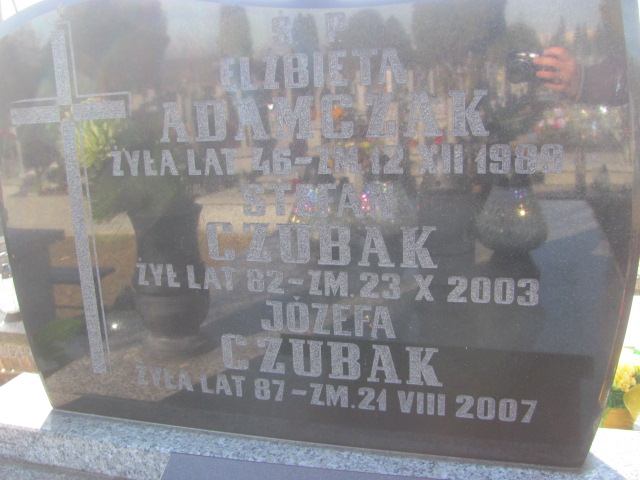 Ś P
ELŻBIETA
ADAMCZAK
ŻYŁA LAT 46-ZM. 12 XII
STEFAN
CZUBAK
ŻYŁ LAT 82-ZM. 23 X 2003
JÓZEFA
CZUBAK
ŻYŁA LAT 87-ZM. 21 VIII 2007